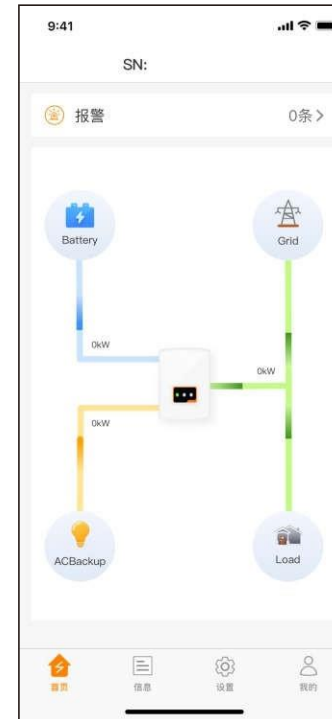 9:41
SN:
报警 0条
Battery
Grid
0kW
0kW
0kW
ACBackup
Load
首页 信息 设置 我的